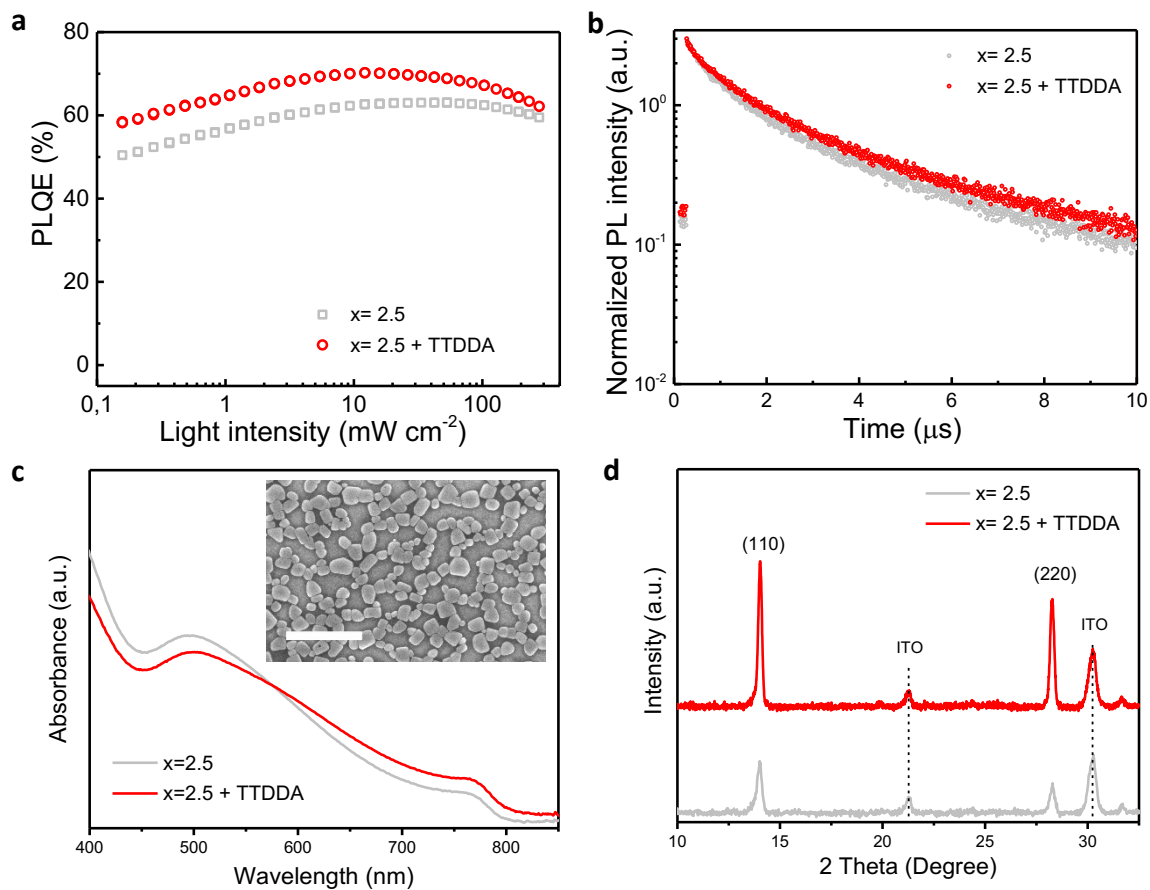 a
80
60
40
20
0
PLQE (%)
x= 2.5
x= 2.5 + TTDDA
0,1
1
10
100
Light intensity (mW cm⁻²)
b
10⁰
10⁻¹
10⁻²
Normalized PL intensity (a.u.)
x= 2.5
x= 2.5 + TTDDA
0
2
4
6
8
10
Time (μs)
c
Absorbance (a.u.)
x=2.5
x=2.5 + TTDDA
400
500
600
700
800
Wavelength (nm)
d
Intensity (a.u.)
x= 2.5
x= 2.5 + TTDDA
(110)
(220)
ITO
ITO
10
15
20
25
30
2 Theta (Degree)